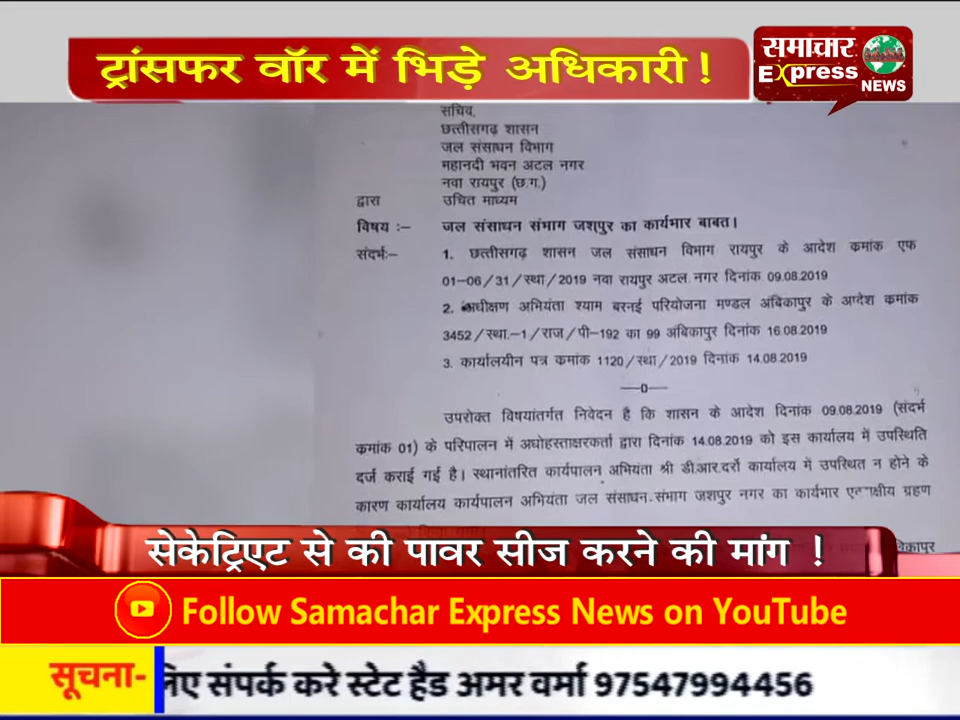 ट्रांसफर वॉर में भिड़े अधिकारी !
समाचार
Express
NEWS
सचिव,
छत्तीसगढ़ शासन
जल संसाधन विभाग
महानदी भवन अटल नगर
नवा रायपुर (छ.ग.)
द्वारा उचित माध्यम
विषय :– जल संसाधन संभाग जशपुर का कार्यभार बाबत।
संदर्भः– 1. छत्तीसगढ़ शासन जल संसाधन विभाग रायपुर के आदेश क्रमांक एफ
01–06/31/स्था/2019 नवा रायपुर अटल नगर दिनांक 09.08.2019
2. अधीक्षण अभियंता श्याम बरनई परियोजना मण्डल अंबिकापुर के आदेश क्रमांक
3452/स्था.–1/राज/पी–192 का 99 अंबिकापुर दिनांक 16.08.2019
3. कार्यालयीन पत्र क्रमांक 1120/स्था/2019 दिनांक 14.08.2019
––0––
उपरोक्त विषयांतर्गत निवेदन है कि शासन के आदेश दिनांक 09.08.2019 (संदर्भ
क्रमांक 01) के परिपालन में अधोहस्ताक्षरकर्ता द्वारा दिनांक 14.08.2019 को इस कार्यालय में उपस्थिति
दर्ज कराई गई है। स्थानांतरित कार्यपालन अभियंता श्री डी.आर.दर्रो कार्यालय में उपस्थित न होने के
कारण कार्यालय कार्यपालन अभियंता जल संसाधन संभाग जशपुर नगर का कार्यभार एकपक्षीय ग्रहण
सेकेट्रिएट से की पावर सीज करने की मांग !
Follow Samachar Express News on YouTube
सूचना- लिए संपर्क करे स्टेट हैड अमर वर्मा 97547994456